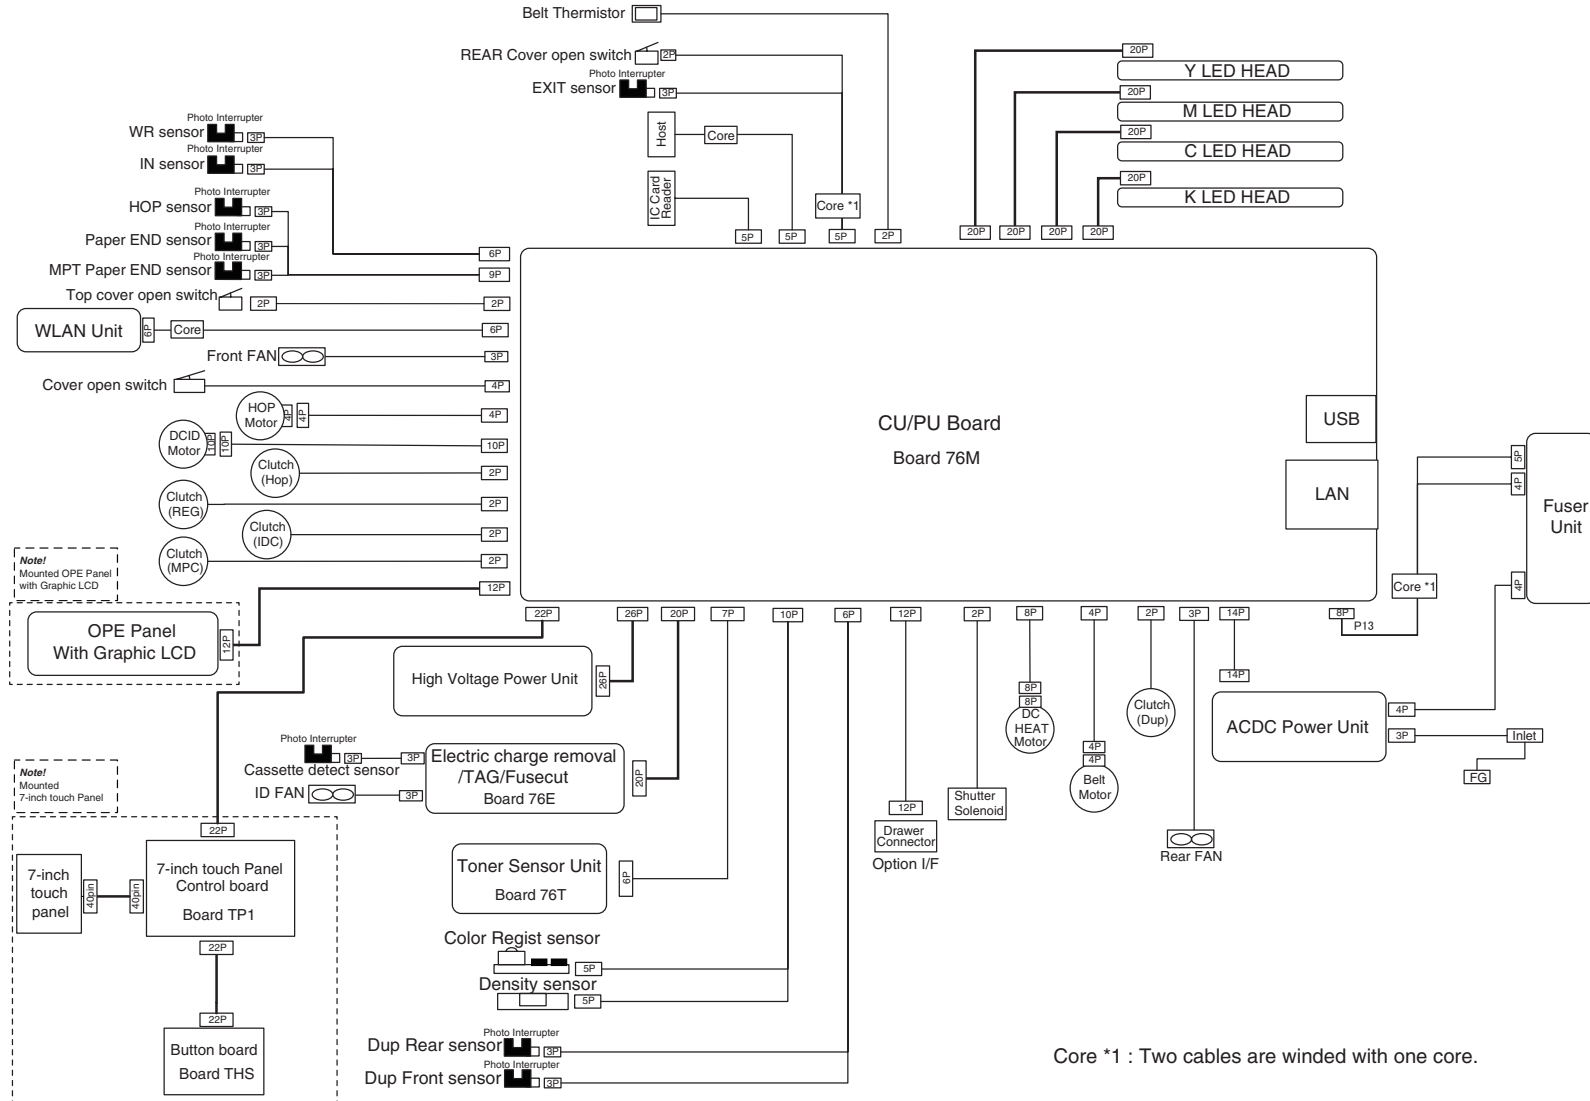 Belt Thermistor
REAR Cover open switch
2P
Photo Interrupter
EXIT sensor
3P
Host
Core
IC Card
Reader
Core *1
5P
5P
5P
2P
20P
Y LED HEAD
20P
M LED HEAD
20P
C LED HEAD
20P
K LED HEAD
20P
20P
20P
20P
Photo Interrupter
WR sensor
3P
Photo Interrupter
IN sensor
3P
Photo Interrupter
HOP sensor
3P
Photo Interrupter
Paper END sensor
3P
Photo Interrupter
MPT Paper END sensor
3P
6P
9P
Top cover open switch
2P
2P
WLAN Unit
6P
Core
6P
Front FAN
3P
Cover open switch
4P
HOP
Motor
4P
4P
4P
DCID
Motor
10P
10P
10P
Clutch
(Hop)
2P
Clutch
(REG)
2P
Clutch
(IDC)
2P
Clutch
(MPC)
2P
12P
CU/PU Board
Board 76M
USB
LAN
5P
4P
Fuser
Unit
4P
Core *1
8P
P13
Note!
Mounted OPE Panel
with Graphic LCD
OPE Panel
With Graphic LCD
12P
22P
26P
20P
7P
10P
6P
12P
2P
8P
4P
2P
3P
14P
14P
High Voltage Power Unit
26P
Photo Interrupter
3P
3P
Cassette detect sensor
ID FAN
3P
Electric charge removal
/TAG/Fusecut
Board 76E
20P
8P
8P
DC
HEAT
Motor
4P
4P
Belt
Motor
Clutch
(Dup)
ACDC Power Unit
4P
3P
Inlet
FG
12P
Drawer
Connector
Option I/F
Shutter
Solenoid
Rear FAN
Note!
Mounted
7-inch touch Panel
22P
7-inch
touch
panel
40pin
40pin
7-inch touch Panel
Control board
Board TP1
22P
22P
Button board
Board THS
Toner Sensor Unit
Board 76T
6P
Color Regist sensor
5P
Density sensor
5P
Photo Interrupter
Dup Rear sensor
3P
Photo Interrupter
Dup Front sensor
3P
Core *1 : Two cables are winded with one core.